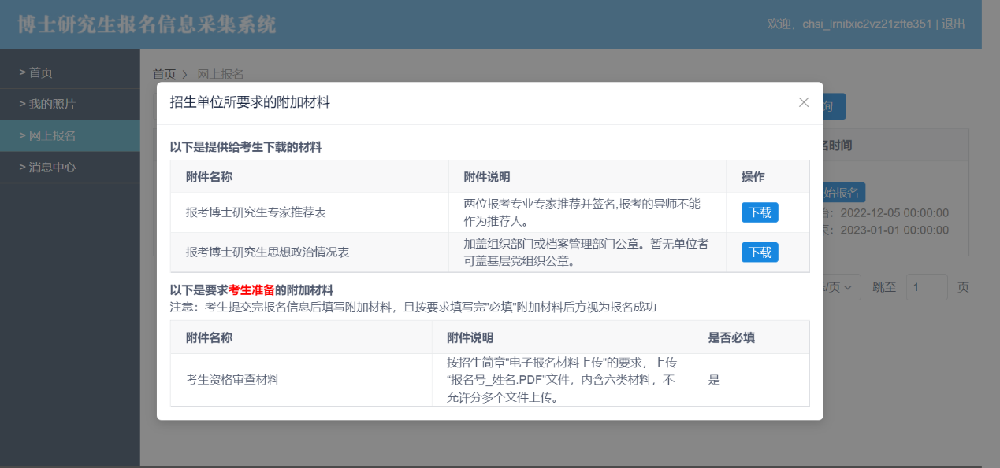 博士研究生报名信息采集系统
欢迎, chsi_lmitxic2vz21zfte351 | 退出
> 首页
> 我的照片
> 网上报名
> 消息中心
首页 > 网上报名
招生单位所要求的附加材料
询
名时间
始报名
2022-12-05 00:00:00
2023-01-01 00:00:00
/页
跳至 1 页
以下是提供给考生下载的材料
附件名称 附件说明 操作
报考博士研究生专家推荐表
两位报考专业专家推荐并签名,报考的导师不能
作为推荐人。
下载
报考博士研究生思想政治情况表
加盖组织部门或档案管理部门公章。暂无单位者
可盖基层党组织公章。
下载
以下是要求考生准备的附加材料
注意：考生提交完报名信息后填写附加材料，且按要求填写完"必填"附加材料后方视为报名成功
附件名称 附件说明 是否必填
考生资格审查材料
按招生简章"电子报名材料上传"的要求，上传
“报名号_姓名.PDF”文件，内含六类材料，不
允许分多个文件上传。
是